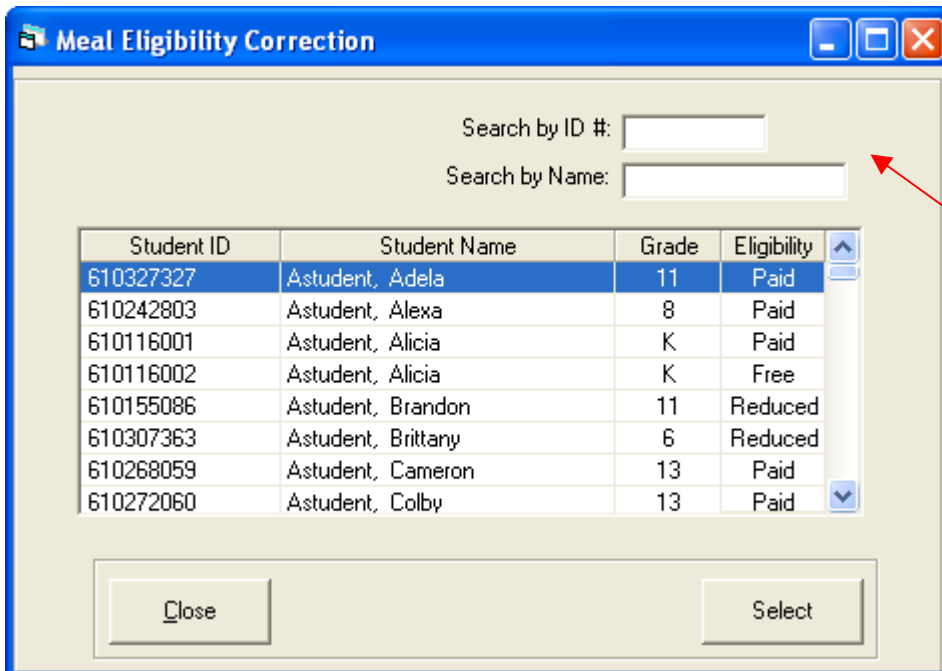 Meal Eligibility Correction
Search by ID #:
Search by Name:
Student ID Student Name Grade Eligibility
610327327 Astudent, Adela 11 Paid
610242803 Astudent, Alexa 8 Paid
610116001 Astudent, Alicia K Paid
610116002 Astudent, Alicia K Free
610155086 Astudent, Brandon 11 Reduced
610307363 Astudent, Brittany 6 Reduced
610268059 Astudent, Cameron 13 Paid
610272060 Astudent, Colby 13 Paid
Close Select